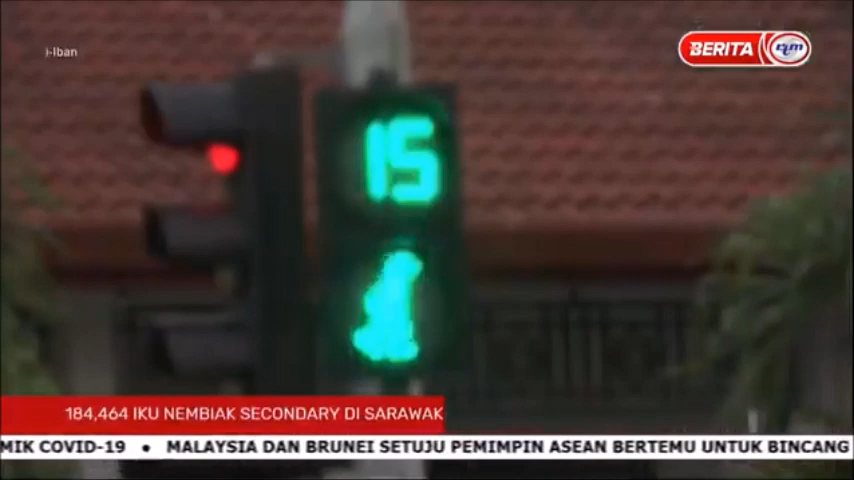 -Iban
BERITA RTM
15
184,464 IKU NEMBIAK SECONDARY DI SARAWAK
MIK COVID-19 • MALAYSIA DAN BRUNEI SETUJU PEMIMPIN ASEAN BERTEMU UNTUK BINCANG